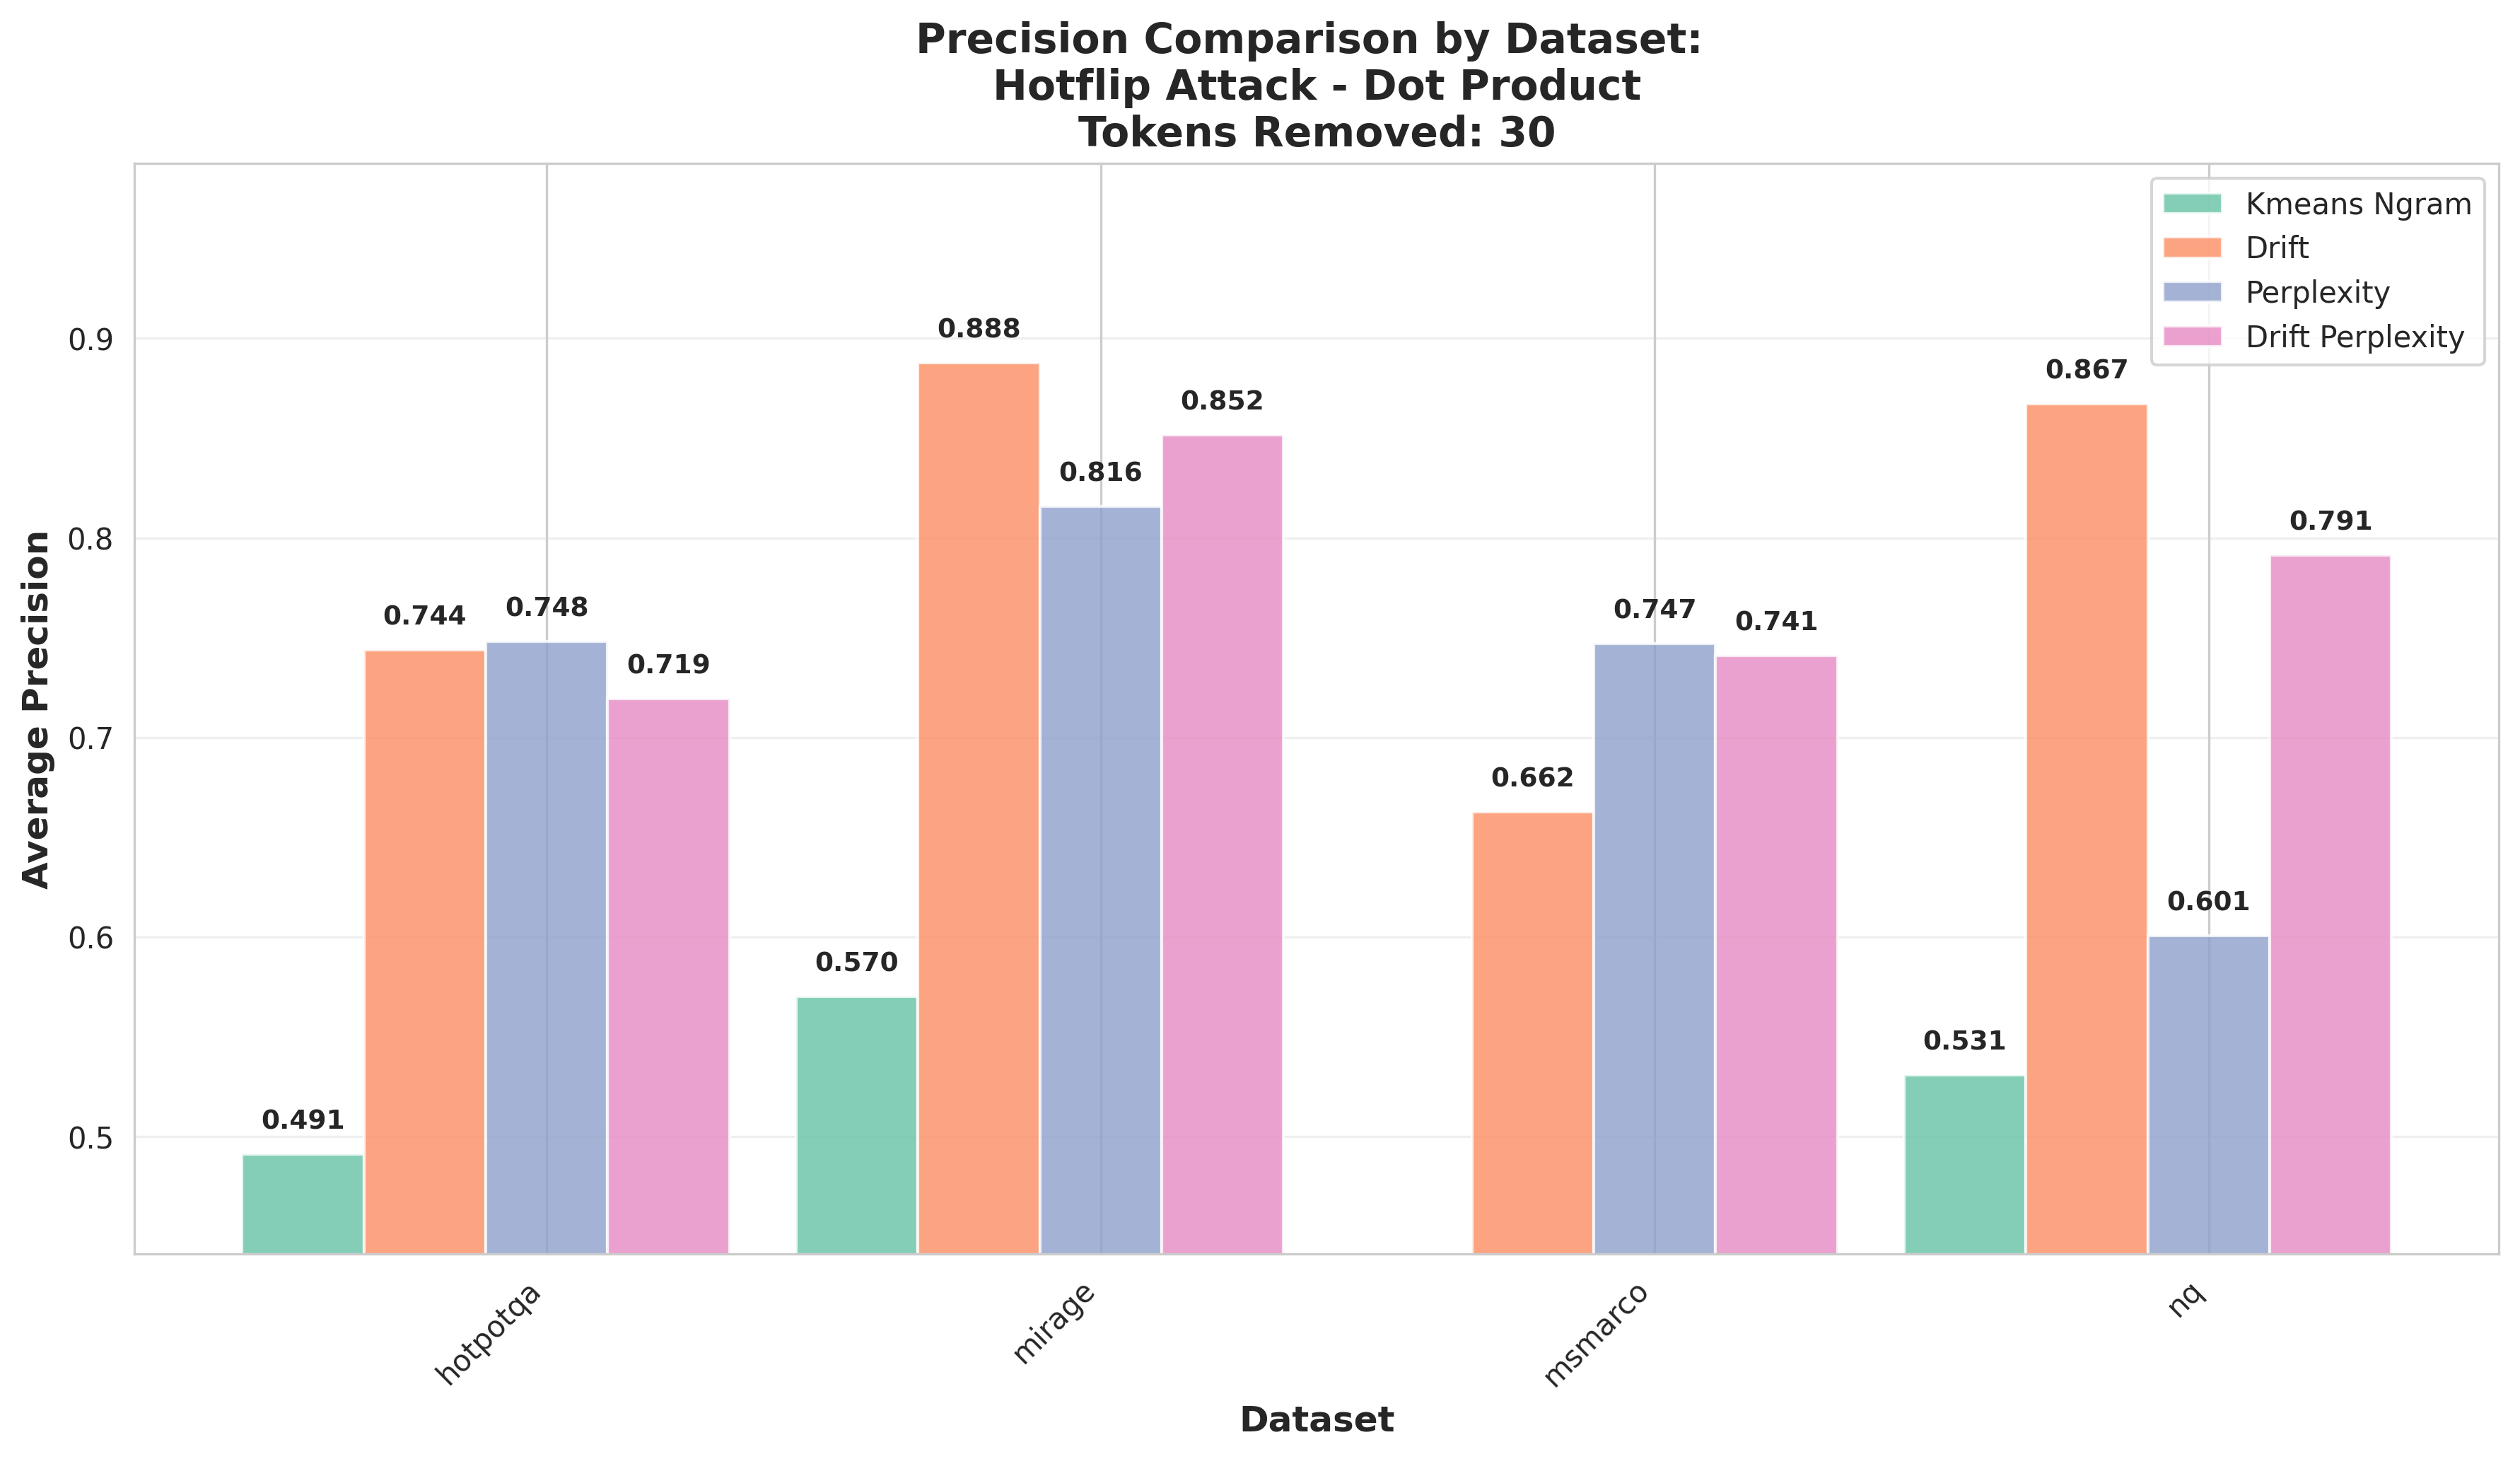 Precision Comparison by Dataset:
Hotflip Attack - Dot Product
Tokens Removed: 30
Kmeans Ngram
Drift
Perplexity
Drift Perplexity
Average Precision
0.9
0.8
0.7
0.6
0.5
0.491
0.744
0.748
0.719
0.570
0.888
0.816
0.852
0.662
0.747
0.741
0.531
0.867
0.601
0.791
hotpotqa
mirage
msmarco
nq
Dataset